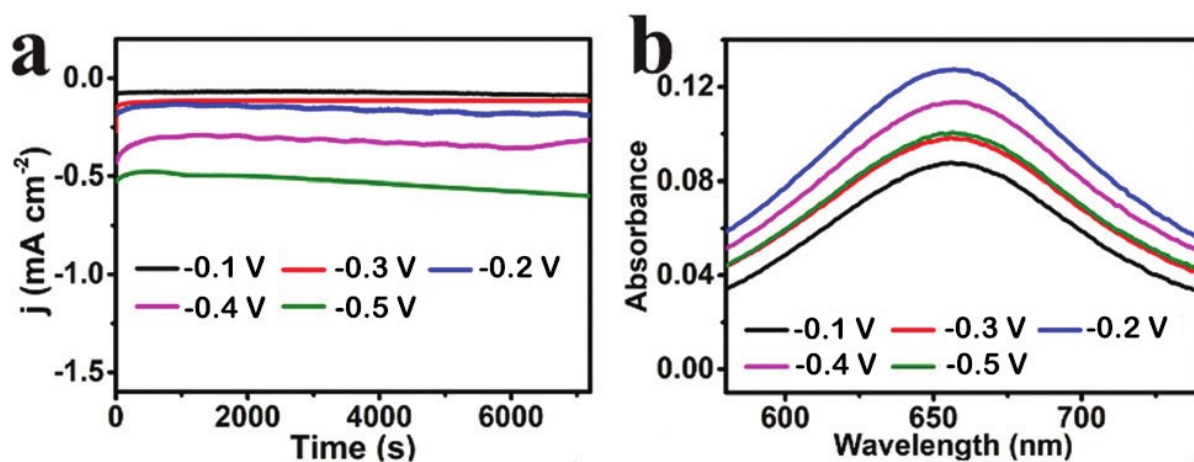 a
j (mA cm-2)
0.0
-0.5
-1.0
-1.5
-0.1 V -0.3 V -0.2 V
-0.4 V -0.5 V
0 2000 4000 6000
Time (s)
b
Absorbance
0.12
0.08
0.04
0.00
-0.1 V -0.3 V -0.2 V
-0.4 V -0.5 V
600 650 700
Wavelength (nm)